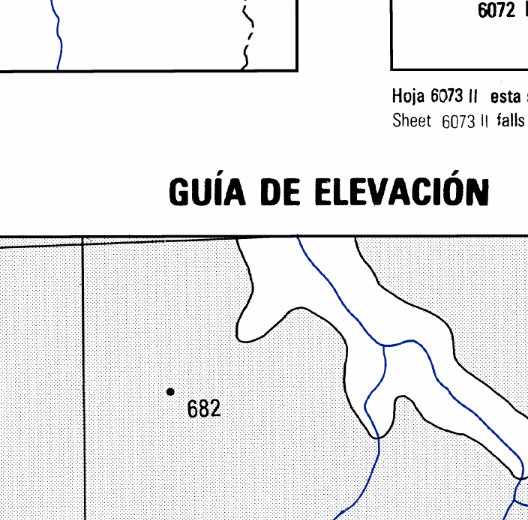 6072
Hoja 6073 II esta
Sheet 6073 II falls
GUÍA DE ELEVACIÓN
682